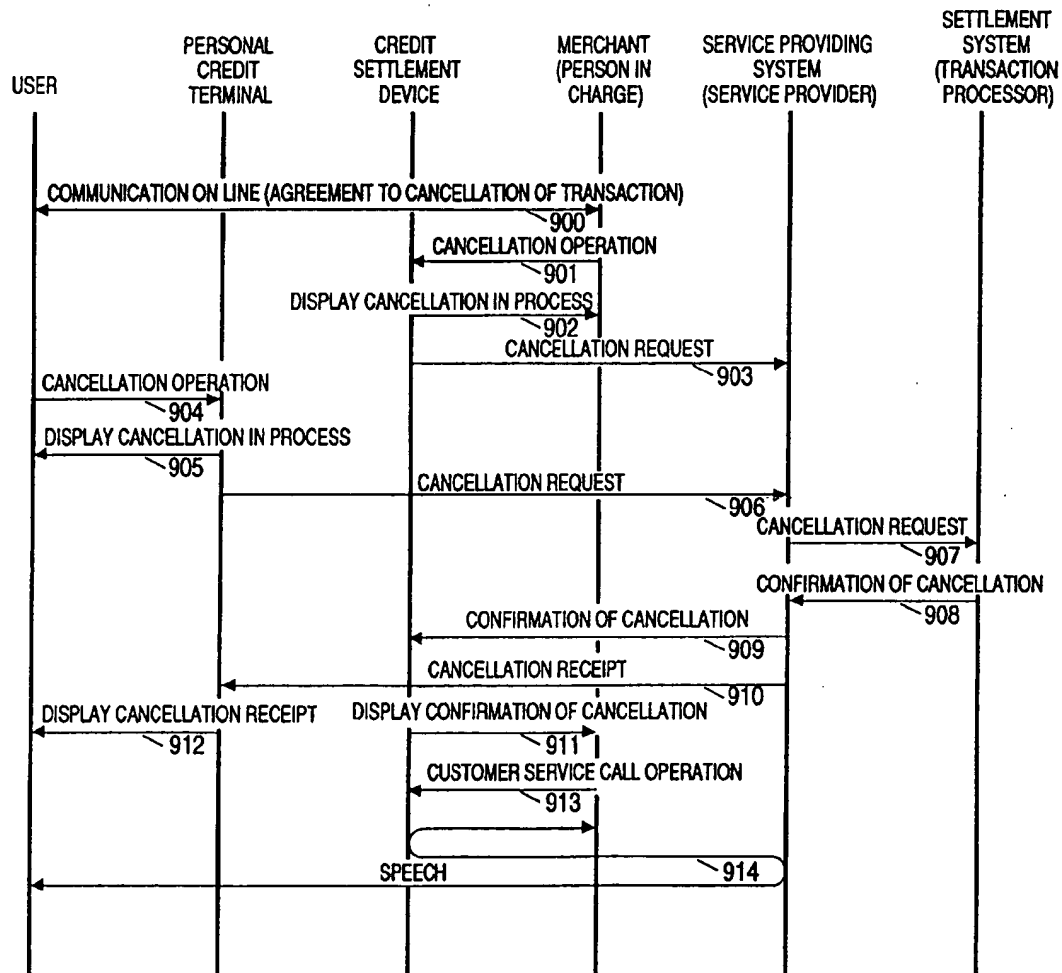 USER
PERSONAL
CREDIT
TERMINAL
CREDIT
SETTLEMENT
DEVICE
MERCHANT
(PERSON IN
CHARGE)
SERVICE PROVIDING
SYSTEM
(SERVICE PROVIDER)
SETTLEMENT
SYSTEM
(TRANSACTION
PROCESSOR)
COMMUNICATION ON LINE (AGREEMENT TO CANCELLATION OF TRANSACTION)
900
CANCELLATION OPERATION
901
DISPLAY CANCELLATION IN PROCESS
902
CANCELLATION REQUEST
903
CANCELLATION OPERATION
904
DISPLAY CANCELLATION IN PROCESS
905
CANCELLATION REQUEST
906
CANCELLATION REQUEST
907
CONFIRMATION OF CANCELLATION
908
CONFIRMATION OF CANCELLATION
909
CANCELLATION RECEIPT
910
DISPLAY CANCELLATION RECEIPT
912
DISPLAY CONFIRMATION OF CANCELLATION
911
CUSTOMER SERVICE CALL OPERATION
913
SPEECH
914